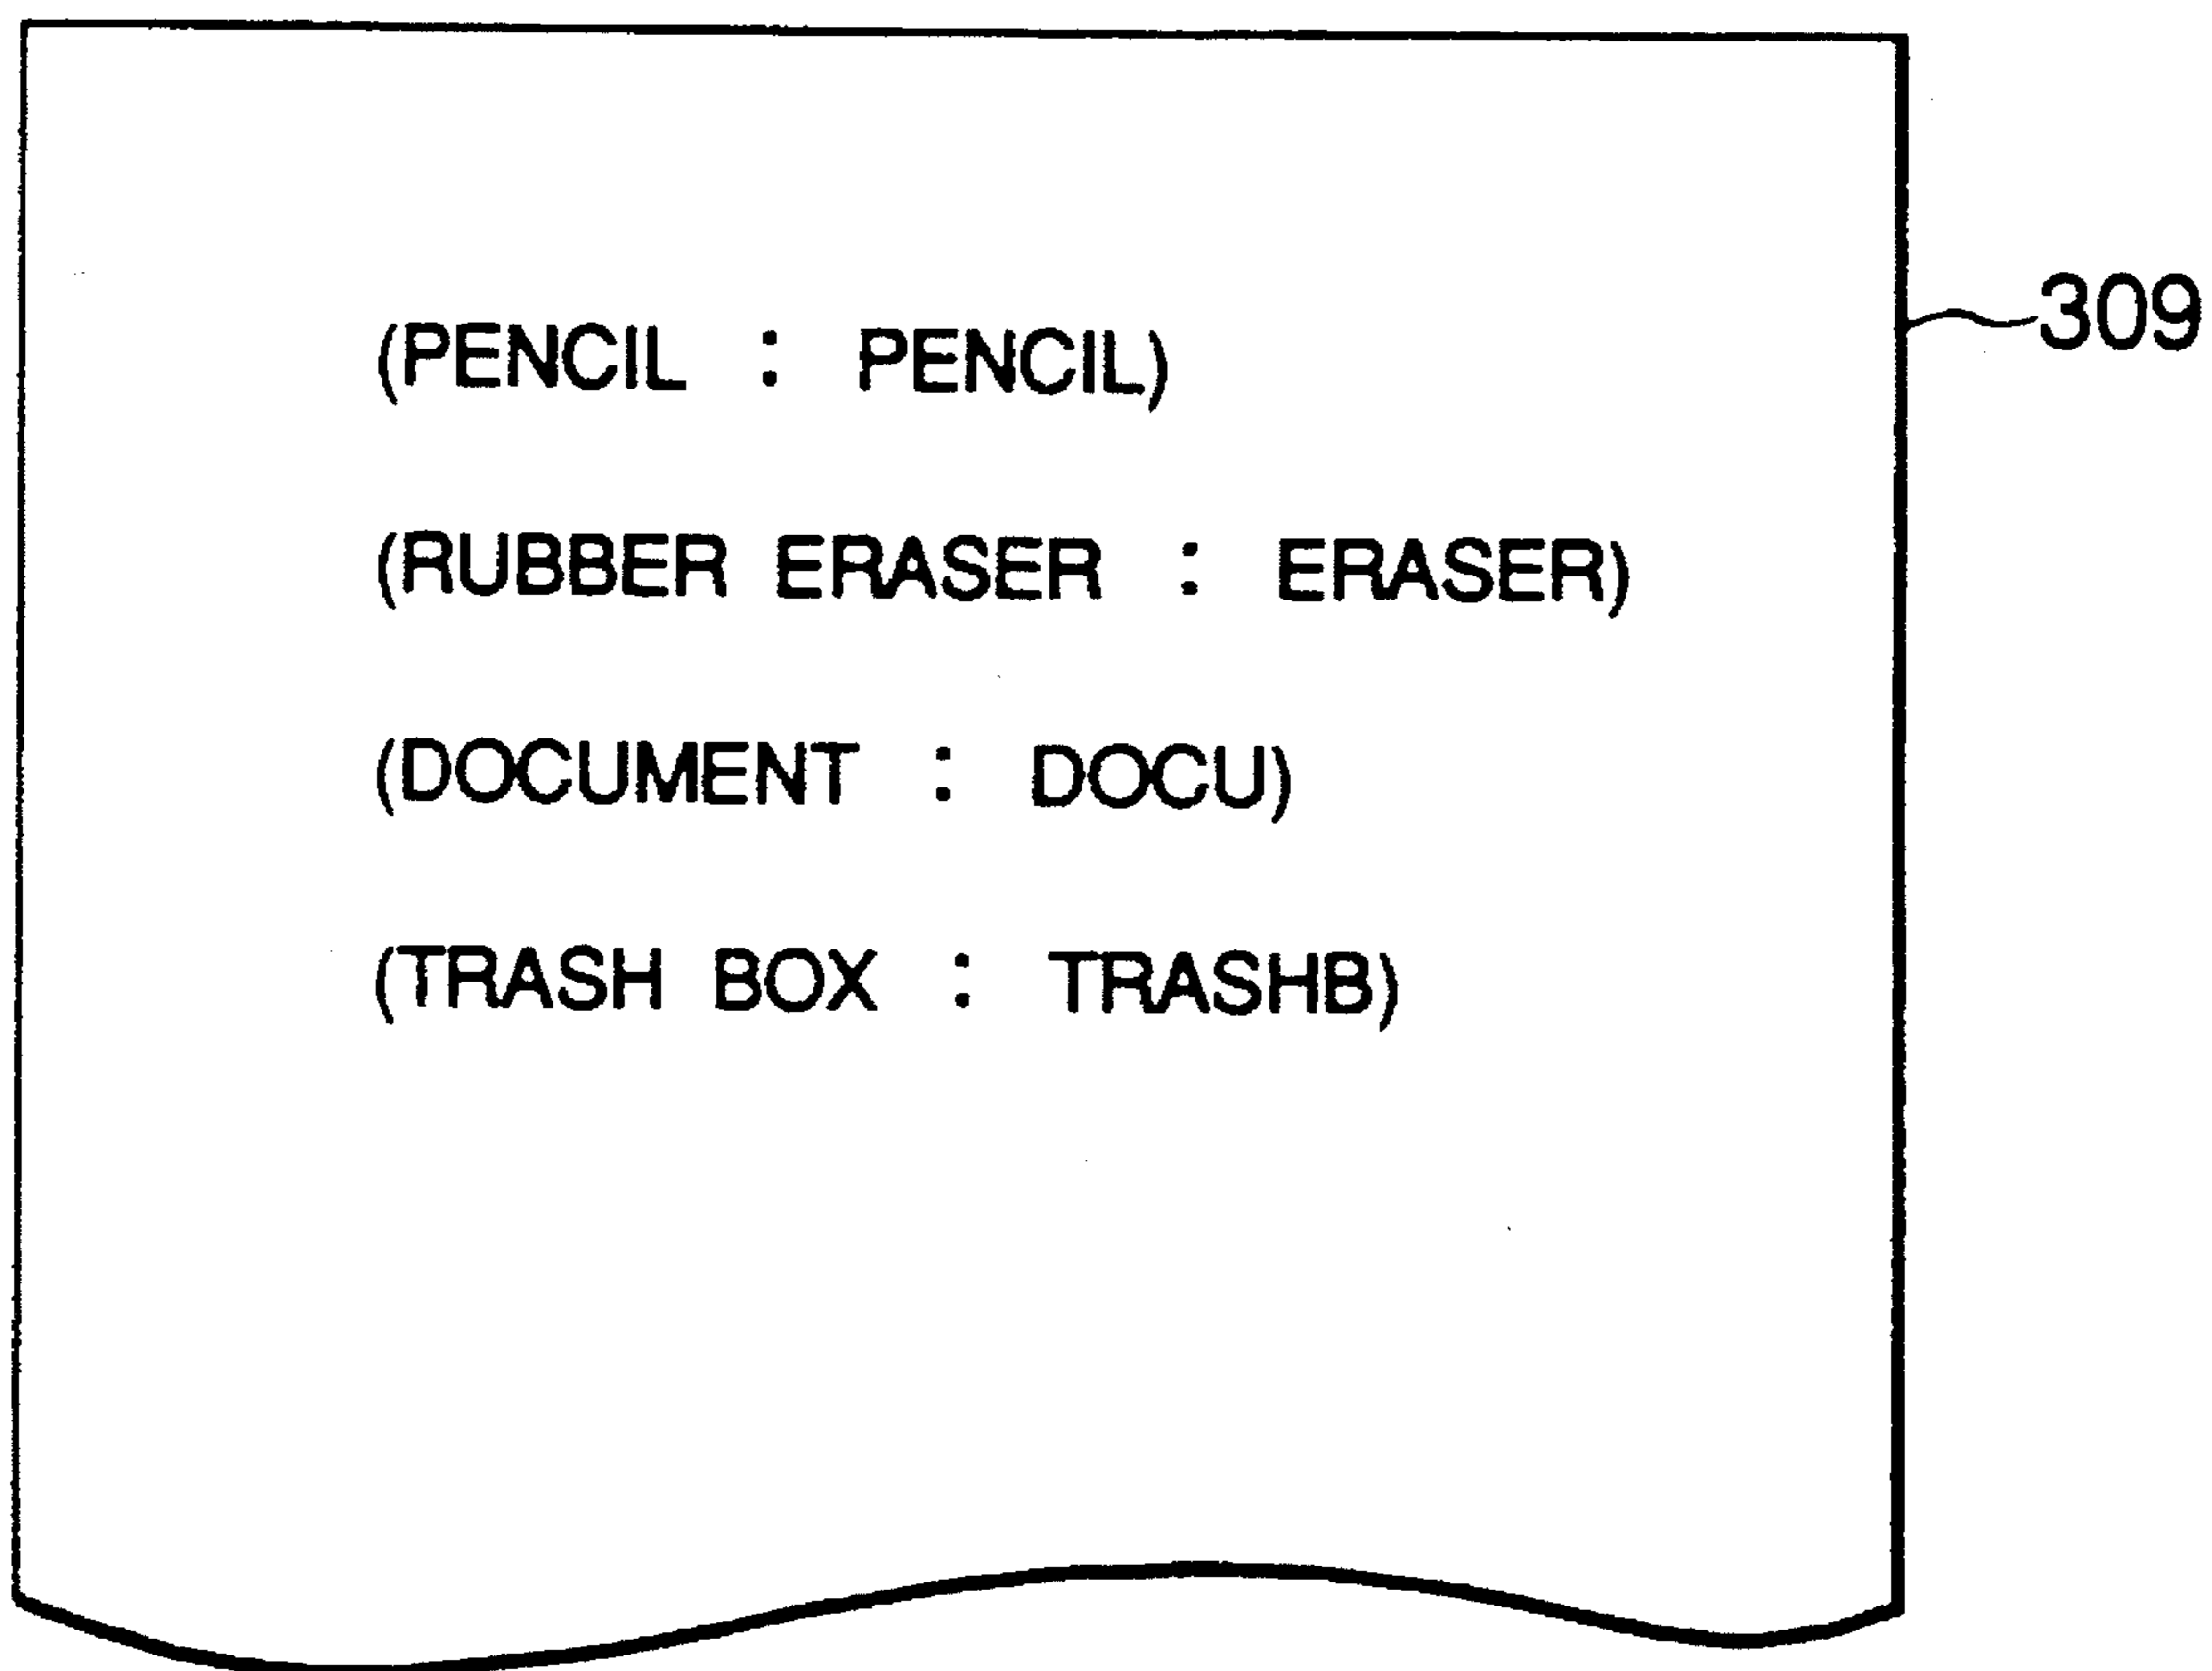 (PENCIL : PENCIL)
309
(RUBBER ERASER : ERASER)
(DOCUMENT : DOCU)
(TRASH BOX : TRASHB)